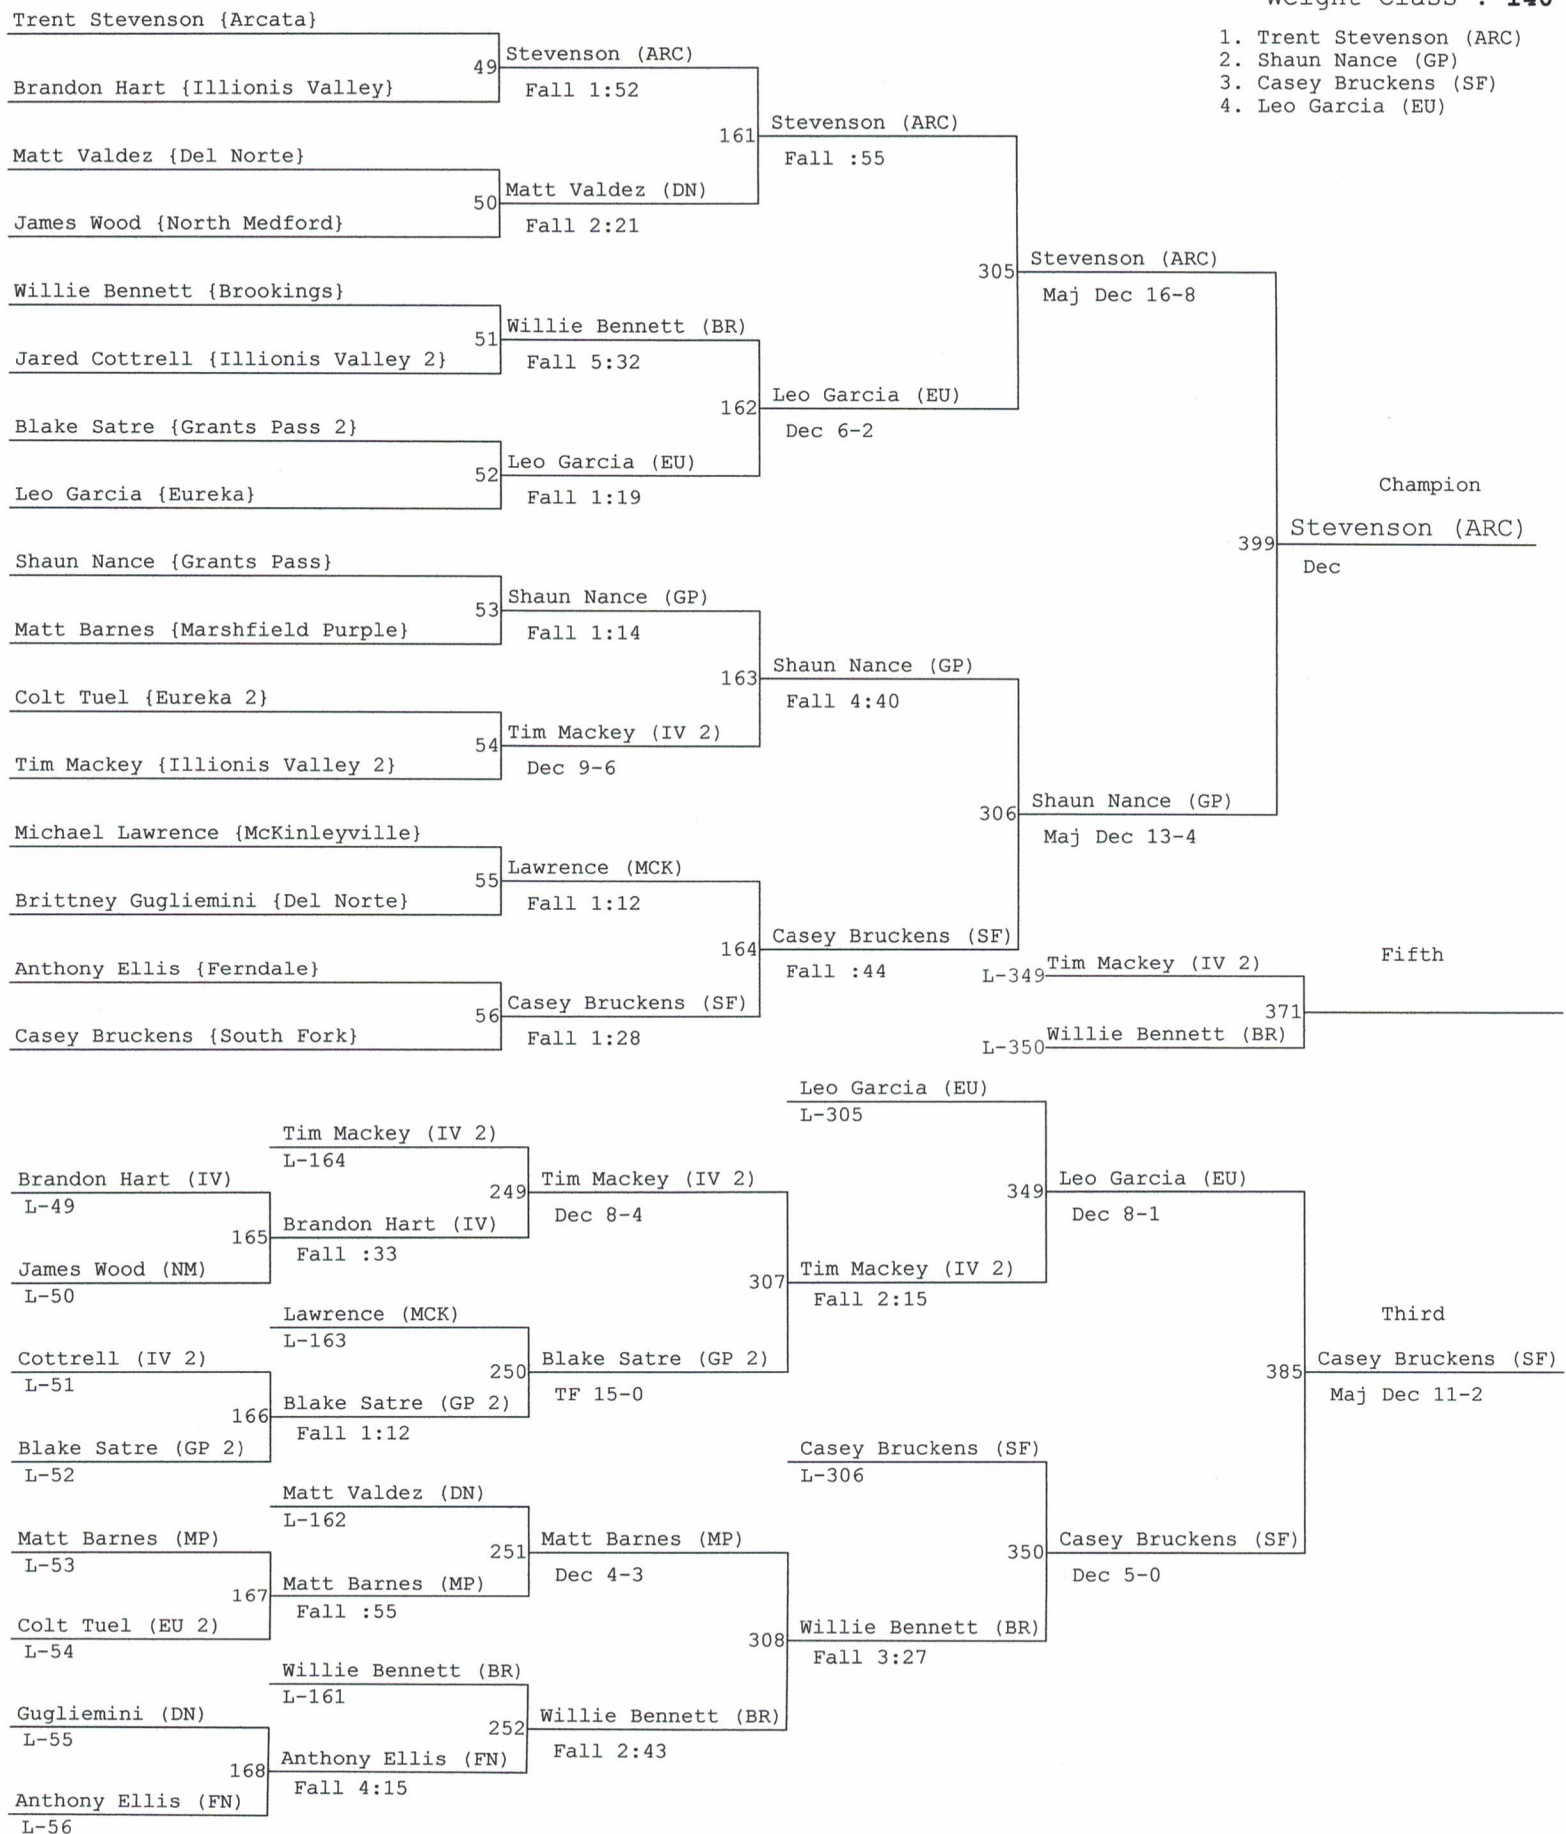 Weight Class : 140
1. Trent Stevenson (ARC)
2. Shaun Nance (GP)
3. Casey Bruckens (SF)
4. Leo Garcia (EU)
Trent Stevenson {Arcata}
49
Stevenson (ARC)
Fall 1:52
Brandon Hart {Illionis Valley}
161
Stevenson (ARC)
Fall :55
Matt Valdez {Del Norte}
50
Matt Valdez (DN)
Fall 2:21
James Wood {North Medford}
305
Stevenson (ARC)
Maj Dec 16-8
Willie Bennett {Brookings}
51
Willie Bennett (BR)
Fall 5:32
Jared Cottrell {Illionis Valley 2}
162
Leo Garcia (EU)
Dec 6-2
Blake Satre {Grants Pass 2}
52
Leo Garcia (EU)
Fall 1:19
Leo Garcia {Eureka}
Champion
399
Stevenson (ARC)
Dec
Shaun Nance {Grants Pass}
53
Shaun Nance (GP)
Fall 1:14
Matt Barnes {Marshfield Purple}
163
Shaun Nance (GP)
Fall 4:40
Colt Tuel {Eureka 2}
54
Tim Mackey (IV 2)
Dec 9-6
Tim Mackey {Illionis Valley 2}
306
Shaun Nance (GP)
Maj Dec 13-4
Michael Lawrence {McKinleyville}
55
Lawrence (MCK)
Fall 1:12
Brittney Gugliemini {Del Norte}
164
Casey Bruckens (SF)
Fall :44
Anthony Ellis {Ferndale}
56
Casey Bruckens (SF)
Fall 1:28
Casey Bruckens {South Fork}
Fifth
L-349
Tim Mackey (IV 2)
371
L-350
Willie Bennett (BR)
Leo Garcia (EU)
L-305
Tim Mackey (IV 2)
L-164
Brandon Hart (IV)
L-49
249
Tim Mackey (IV 2)
Dec 8-4
349
Leo Garcia (EU)
Dec 8-1
165
Brandon Hart (IV)
Fall :33
James Wood (NM)
L-50
307
Tim Mackey (IV 2)
Fall 2:15
Lawrence (MCK)
L-163
Third
Cottrell (IV 2)
L-51
250
Blake Satre (GP 2)
TF 15-0
385
Casey Bruckens (SF)
Maj Dec 11-2
166
Blake Satre (GP 2)
Fall 1:12
Blake Satre (GP 2)
L-52
Casey Bruckens (SF)
L-306
Matt Valdez (DN)
L-162
Matt Barnes (MP)
L-53
251
Matt Barnes (MP)
Dec 4-3
350
Casey Bruckens (SF)
Dec 5-0
167
Matt Barnes (MP)
Fall :55
Colt Tuel (EU 2)
L-54
308
Willie Bennett (BR)
Fall 3:27
Willie Bennett (BR)
L-161
Gugliemini (DN)
L-55
252
Willie Bennett (BR)
Fall 2:43
168
Anthony Ellis (FN)
Fall 4:15
Anthony Ellis (FN)
L-56